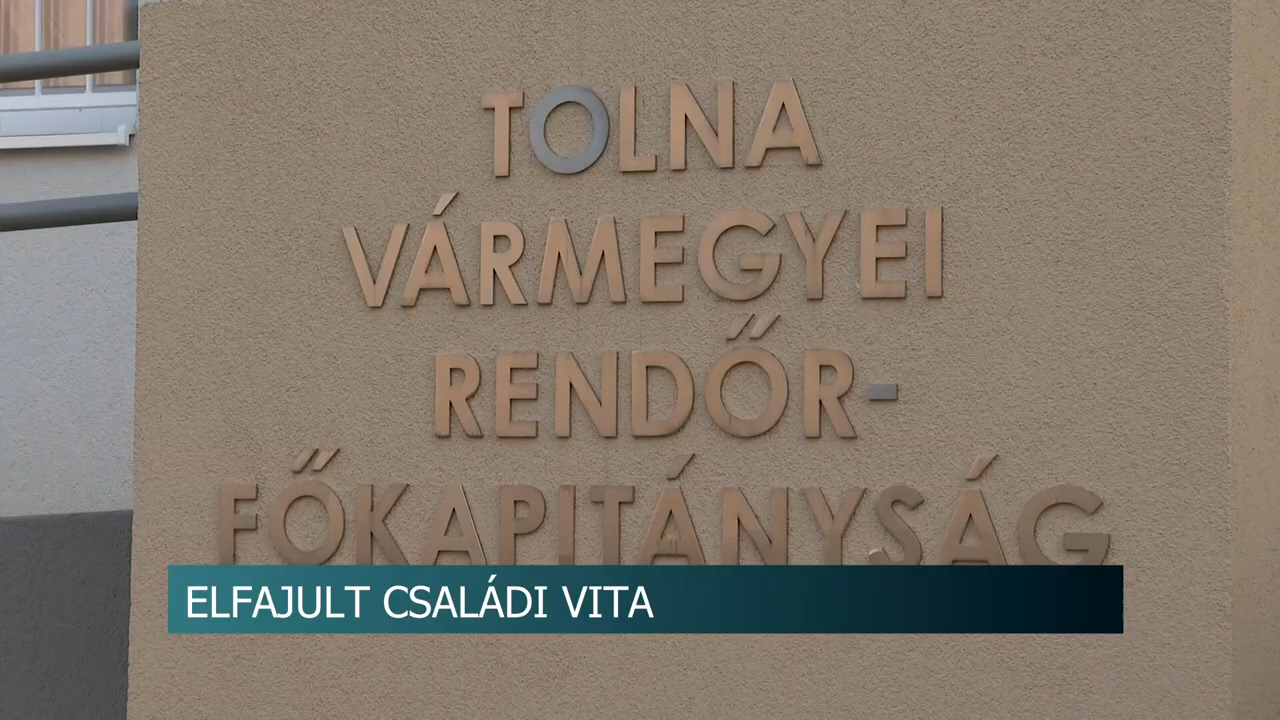 TOLNA
VÁRMEGYEI
RENDŐR-
FŐKAPITÁNYSÁG
ELFAJULT CSALÁDI VITA